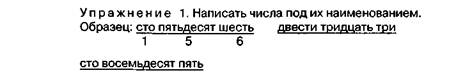 Упражнение 1. Написать числа под их наименованием.
Образец: сто пятьдесят шесть двести тридцать три
1 5 6
сто восемьдесят пять